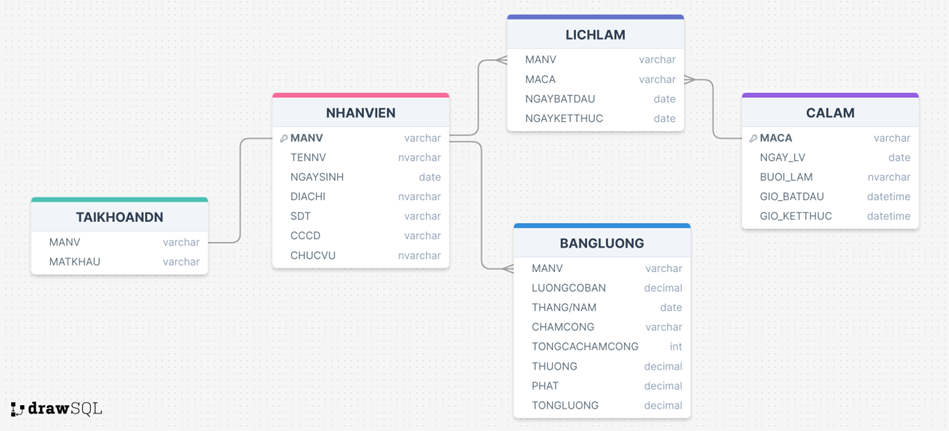 LICHLAM
MANV varchar
MACA varchar
NGAYBATDAU date
NGAYKETTHUC date
NHANVIEN
MANV varchar
TENNV nvarchar
NGAYSINH date
DIACHI nvarchar
SDT varchar
CCCD varchar
CHUCVU nvarchar
CALAM
MACA varchar
NGAY_LV date
BUOI_LAM nvarchar
GIO_BATDAU datetime
GIO_KETTHUC datetime
TAIKHOANDN
MANV varchar
MATKHAU varchar
BANGLUONG
MANV varchar
LUONGCOBAN decimal
THANG/NAM date
CHAMCONG varchar
TONGCACHAMCONG int
THUONG decimal
PHAT decimal
TONGLUONG decimal
drawSQL